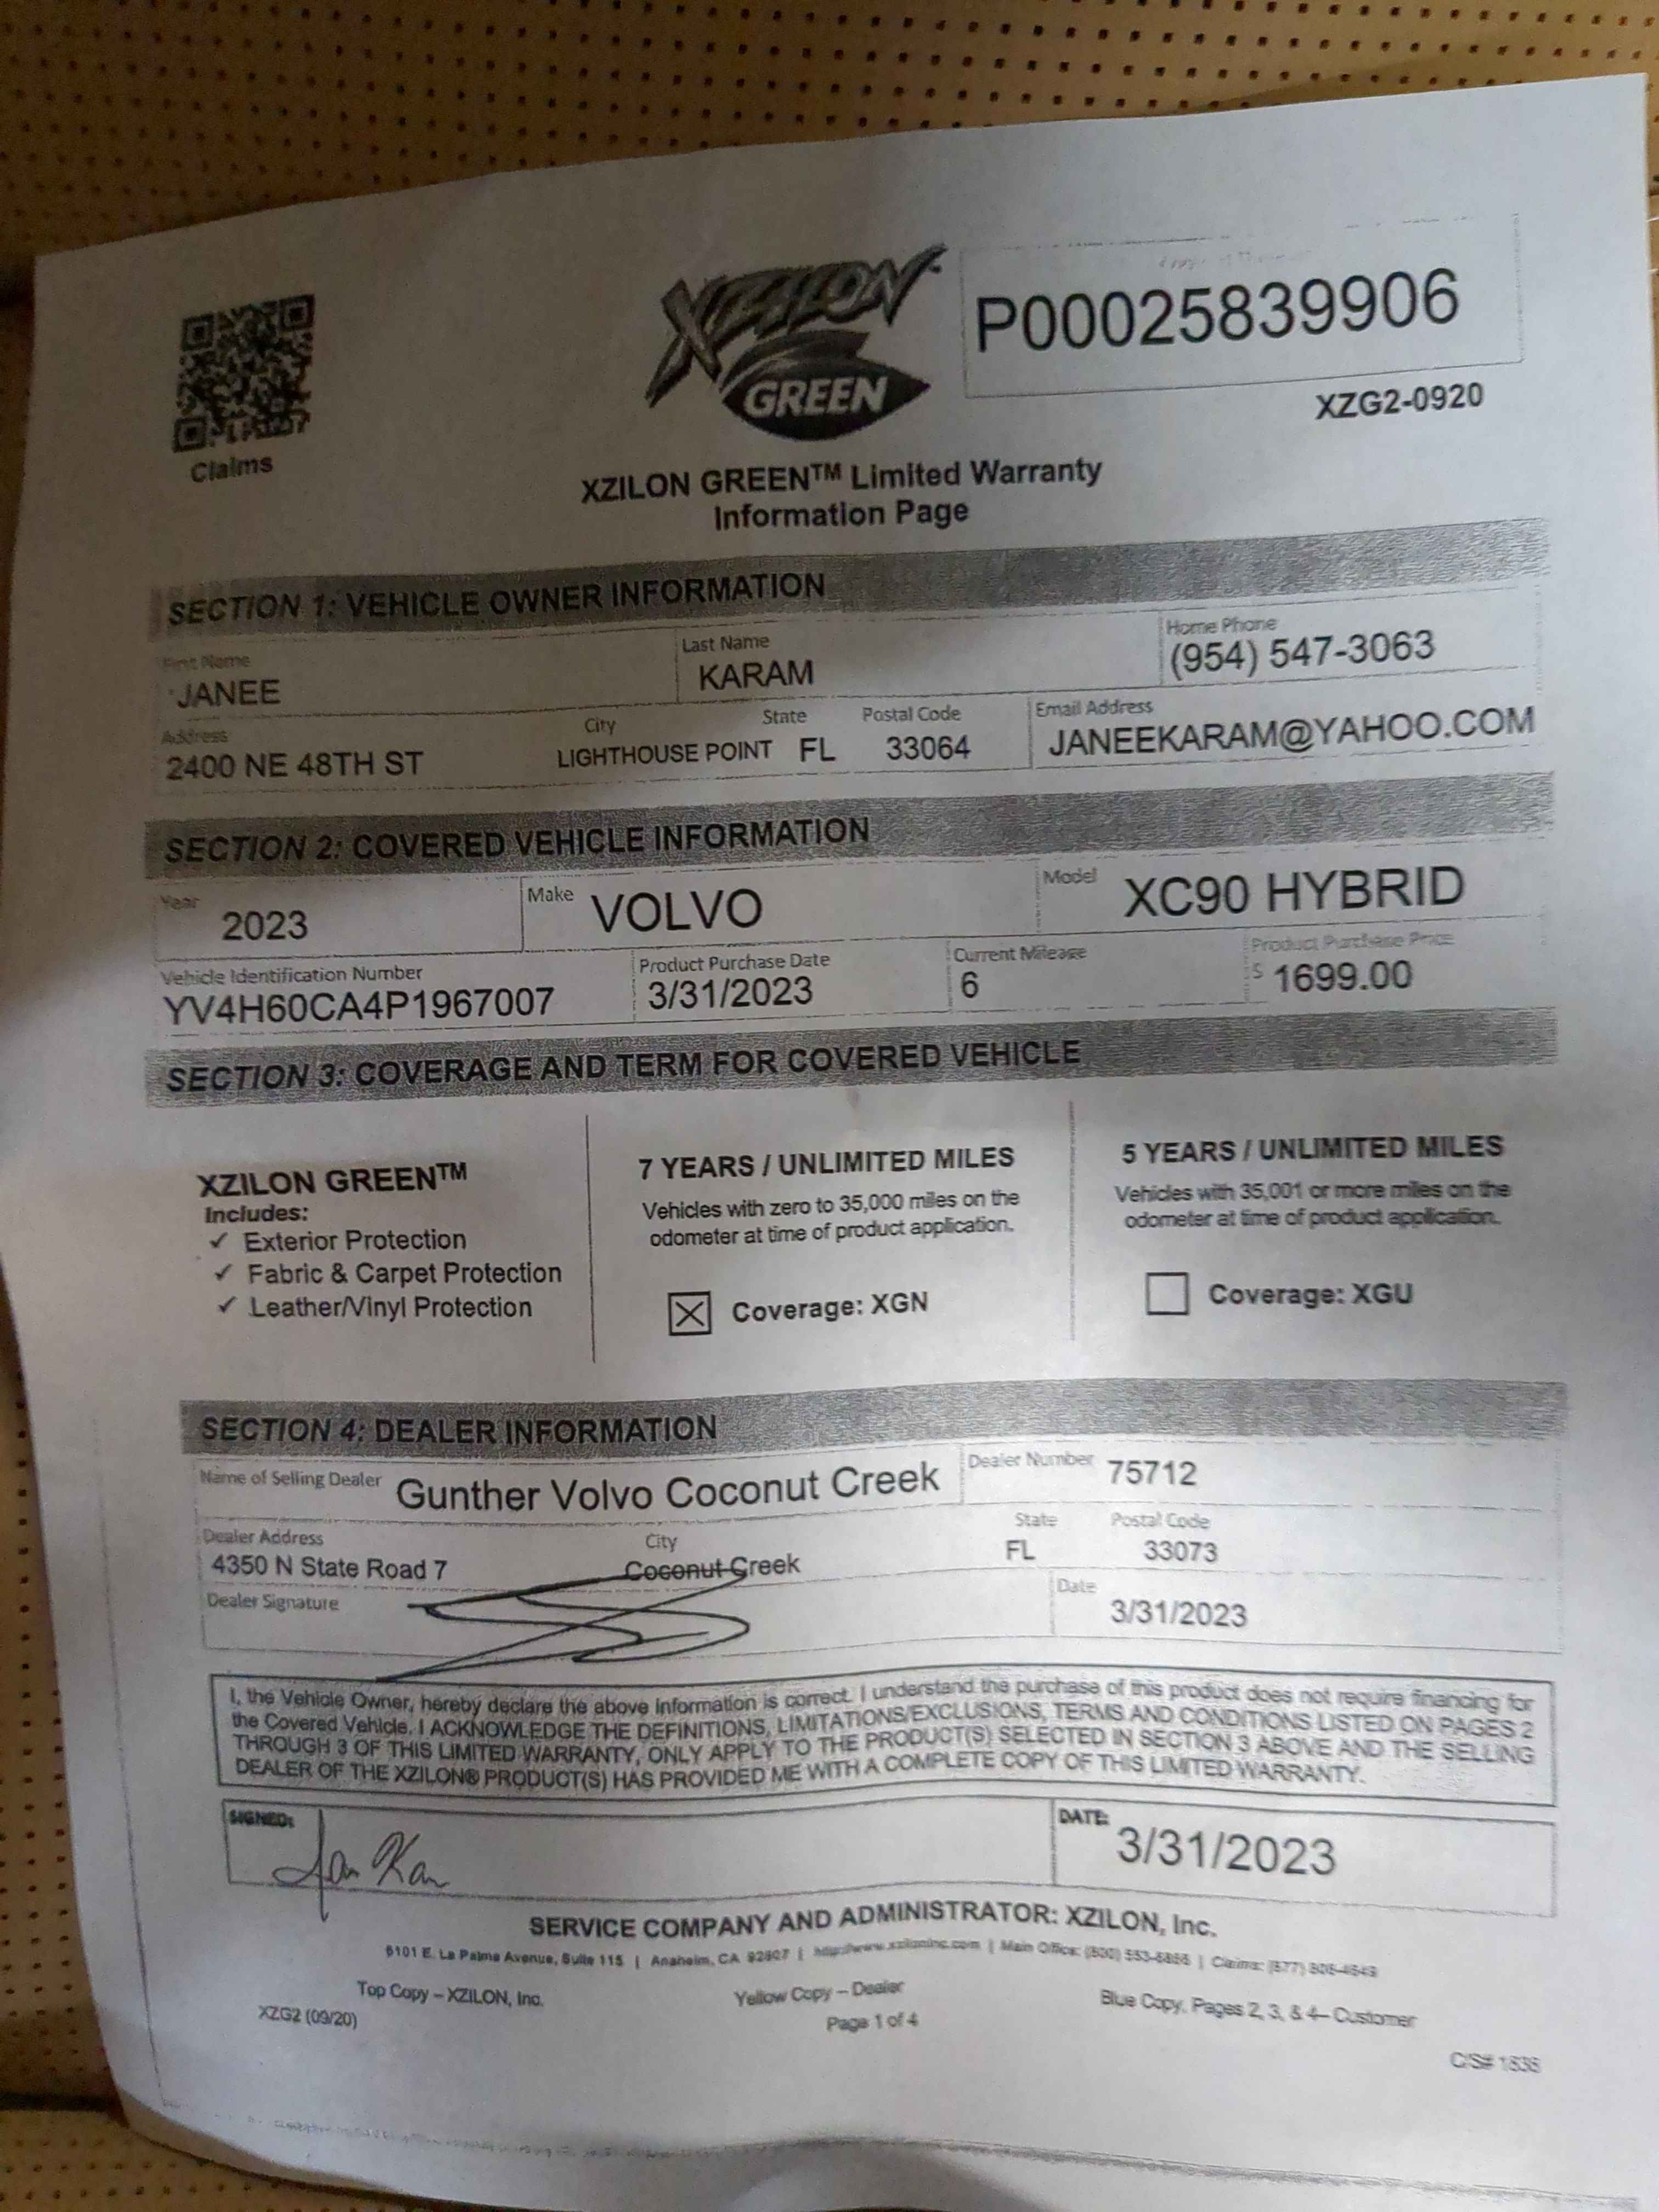 XZILON
GREEN
P00025839906
XZG2-0920
Claims
XZILON GREEN™ Limited Warranty
Information Page
SECTION 1: VEHICLE OWNER INFORMATION
First Name Last Name Home Phone
JANEE KARAM (954) 547-3063
Address City State Postal Code Email Address
2400 NE 48TH ST LIGHTHOUSE POINT FL 33064 JANEEKARAM@YAHOO.COM
SECTION 2: COVERED VEHICLE INFORMATION
Year 2023 Make VOLVO Model XC90 HYBRID
Vehicle Identification Number Product Purchase Date Current Mileage Product Purchase Price
YV4H60CA4P1967007 3/31/2023 6 $ 1699.00
SECTION 3: COVERAGE AND TERM FOR COVERED VEHICLE
XZILON GREEN™
Includes:
✓ Exterior Protection
✓ Fabric & Carpet Protection
✓ Leather/Vinyl Protection
7 YEARS / UNLIMITED MILES
Vehicles with zero to 35,000 miles on the
odometer at time of product application.
☒ Coverage: XGN
5 YEARS / UNLIMITED MILES
Vehicles with 35,001 or more miles on the
odometer at time of product application.
☐ Coverage: XGU
SECTION 4: DEALER INFORMATION
Name of Selling Dealer Gunther Volvo Coconut Creek Dealer Number 75712
Dealer Address City State Postal Code
4350 N State Road 7 Coconut Creek FL 33073
Dealer Signature Date
3/31/2023
I, the Vehicle Owner, hereby declare the above Information is correct. I understand the purchase of this product does not require financing for
the Covered Vehicle. I ACKNOWLEDGE THE DEFINITIONS, LIMITATIONS/EXCLUSIONS, TERMS AND CONDITIONS LISTED ON PAGES 2
THROUGH 3 OF THIS LIMITED WARRANTY, ONLY APPLY TO THE PRODUCT(S) SELECTED IN SECTION 3 ABOVE AND THE SELLING
DEALER OF THE XZILON® PRODUCT(S) HAS PROVIDED ME WITH A COMPLETE COPY OF THIS LIMITED WARRANTY.
SIGNED: DATE:
3/31/2023
SERVICE COMPANY AND ADMINISTRATOR: XZILON, Inc.
E. La Palma Avenue, Suite 115 | Anaheim, CA | http://www.xziloninc.com | Main Office: | Claims:
Top Copy – XZILON, Inc. Yellow Copy – Dealer Blue Copy, Pages 2, 3, & 4– Customer
XZG2 (09/20) Page 1 of 4